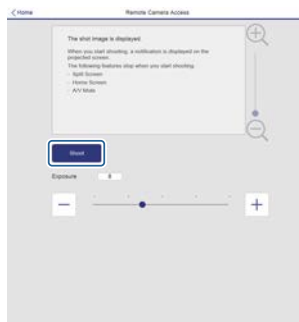 Home
Remote Camera Access
The shot image is displayed.
When you start shooting, a notification is displayed on the
projected screen.
The following features stop when you start shooting.
- Split Screen
- Home Screen
- A/V Mute
Shoot
Exposure